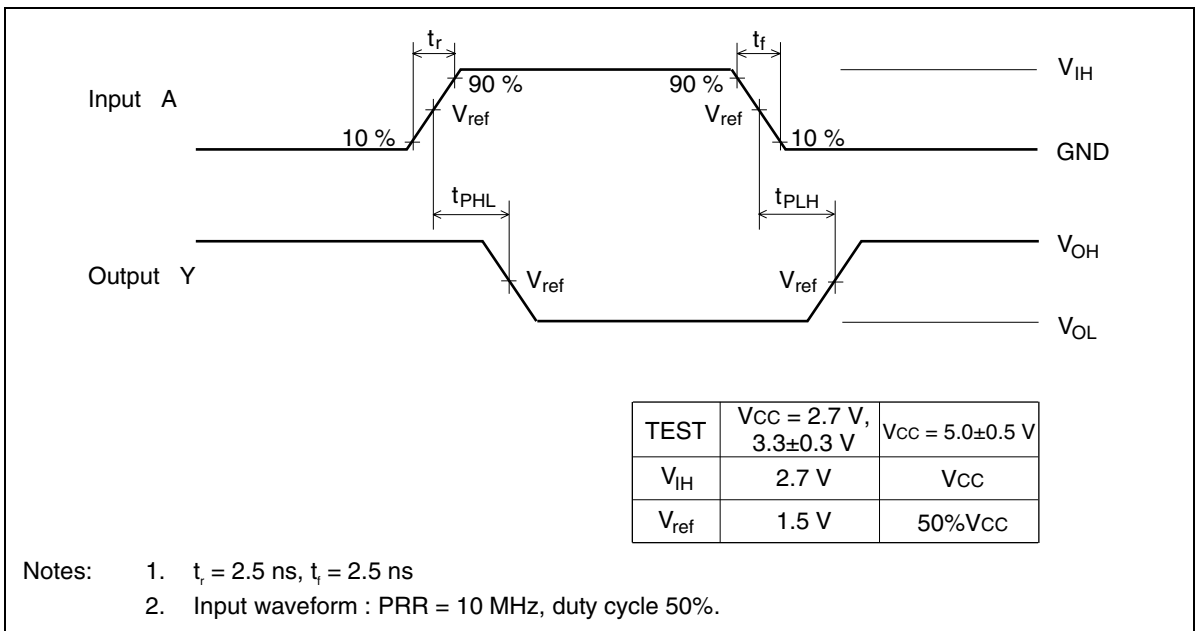 tr tf
VIH
90 % 90 %
Input A
Vref Vref
10 % 10 %
GND
tPHL tPLH
VOH
Output Y
Vref Vref
VOL
TEST VCC = 2.7 V, 3.3±0.3 V VCC = 5.0±0.5 V
VIH 2.7 V VCC
Vref 1.5 V 50%VCC
Notes: 1. tr = 2.5 ns, tf = 2.5 ns
2. Input waveform : PRR = 10 MHz, duty cycle 50%.